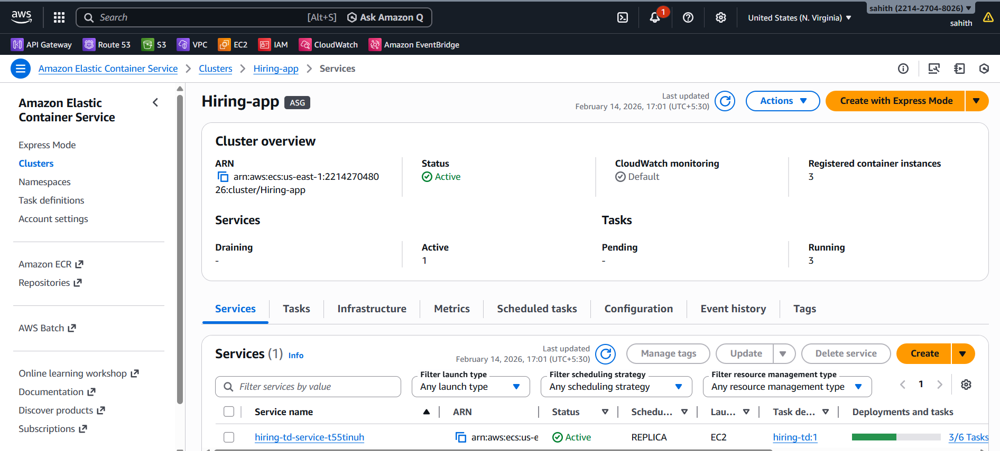 aws
Search [Alt+S] Ask Amazon Q
1
United States (N. Virginia) ▼
sahith (2214-2704-8026) ▼
sahith
API Gateway Route 53 S3 VPC EC2 IAM CloudWatch Amazon EventBridge
Amazon Elastic Container Service > Clusters > Hiring-app > Services
Amazon Elastic
Container Service
Express Mode
Clusters
Namespaces
Task definitions
Account settings
Amazon ECR
Repositories
AWS Batch
Online learning workshop
Documentation
Discover products
Subscriptions
Hiring-app ASG
Last updated
February 14, 2026, 17:01 (UTC+5:30)
Actions ▼
Create with Express Mode ▼
Cluster overview
ARN
arn:aws:ecs:us-east-1:2214270480
26:cluster/Hiring-app
Status
Active
CloudWatch monitoring
Default
Registered container instances
3
Services
Draining
-
Active
1
Tasks
Pending
-
Running
3
Services Tasks Infrastructure Metrics Scheduled tasks Configuration Event history Tags
Services (1) Info
Last updated
February 14, 2026, 17:01 (UTC+5:30)
Manage tags Update ▼ Delete service Create ▼
Filter services by value
Filter launch type
Any launch type
Filter scheduling strategy
Any scheduling strategy
Filter resource management type
Any resource management type
< 1 >
Service name ARN Status Schedu... Lau... Task de... Deployments and tasks
hiring-td-service-t55tinuh arn:aws:ecs:us-e Active REPLICA EC2 hiring-td:1 3/6 Tasks